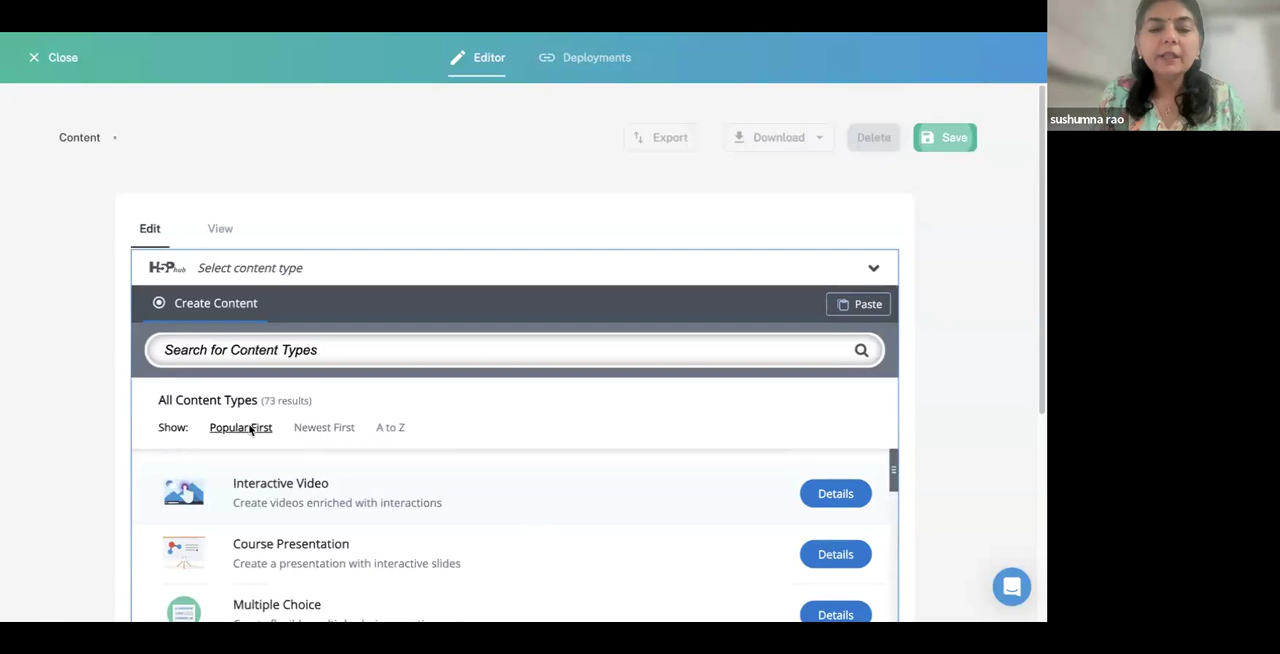 Close
Editor
Deployments
sushumna rao
Content
Export
Download
Delete
Save
Edit
View
H5P hub
Select content type
Create Content
Paste
Search for Content Types
All Content Types (73 results)
Show: Popular First Newest First A to Z
Interactive Video
Create videos enriched with interactions
Details
Course Presentation
Create a presentation with interactive slides
Details
Multiple Choice
Details